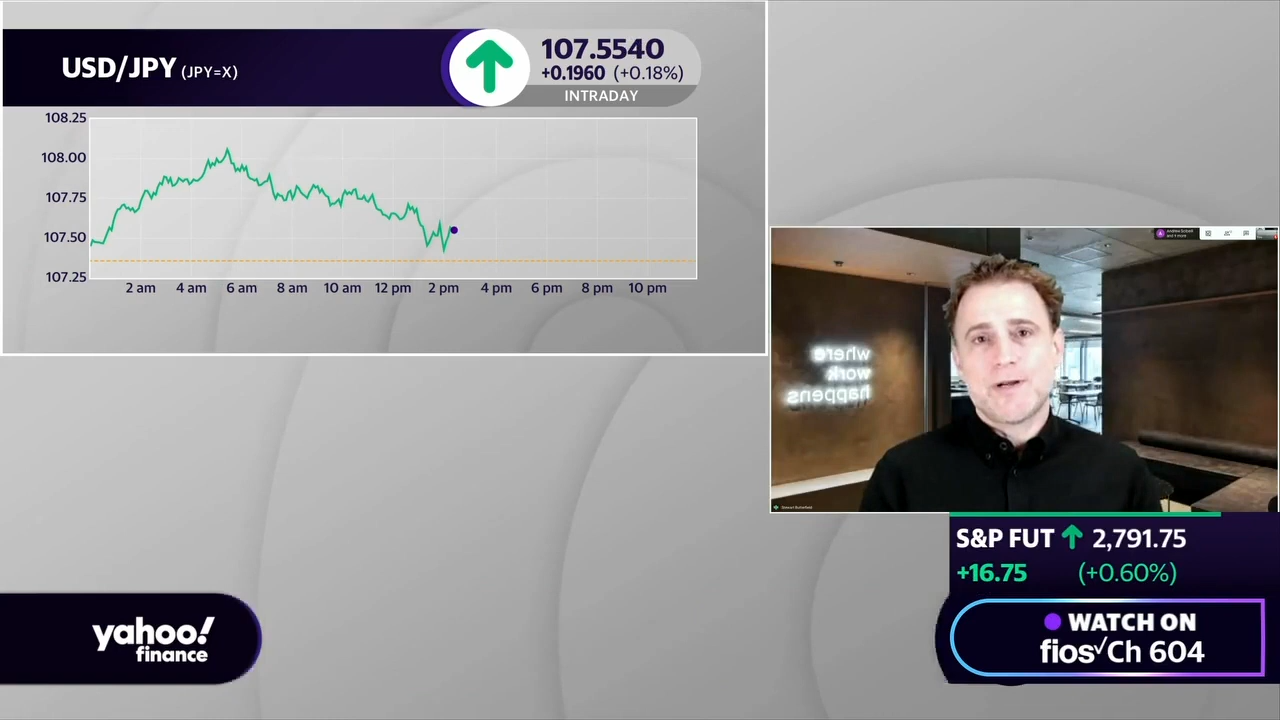 USD/JPY (JPY=X)
107.5540
+0.1960 (+0.18%)
INTRADAY
108.25
108.00
107.75
107.50
107.25
2 am 4 am 6 am 8 am 10 am 12 pm 2 pm 4 pm 6 pm 8 pm 10 pm
where
work
happens
Stewart Butterfield
S&P FUT 2,791.75
+16.75 (+0.60%)
WATCH ON
fios✓ Ch 604
yahoo!
finance